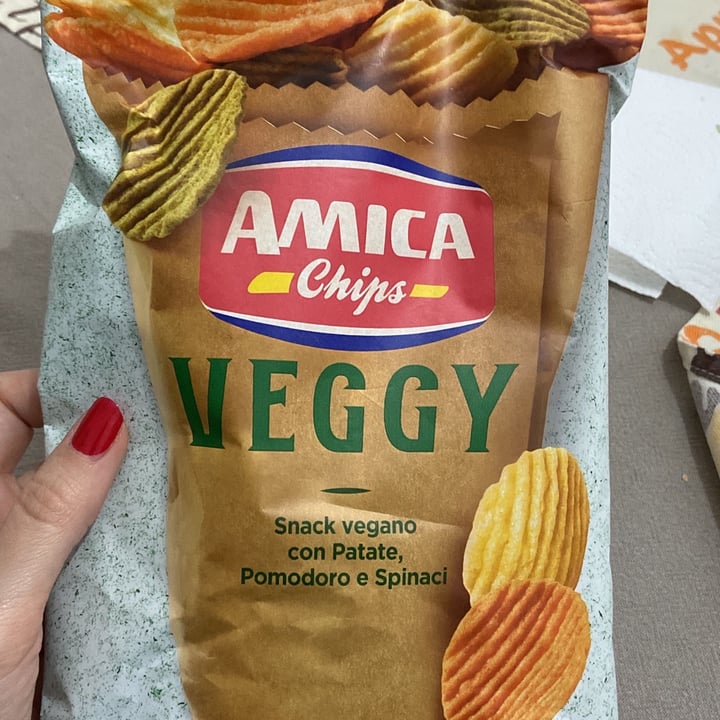 AMICA
Chips
VEGGY
Snack vegano
con Patate,
Pomodoro e Spinaci